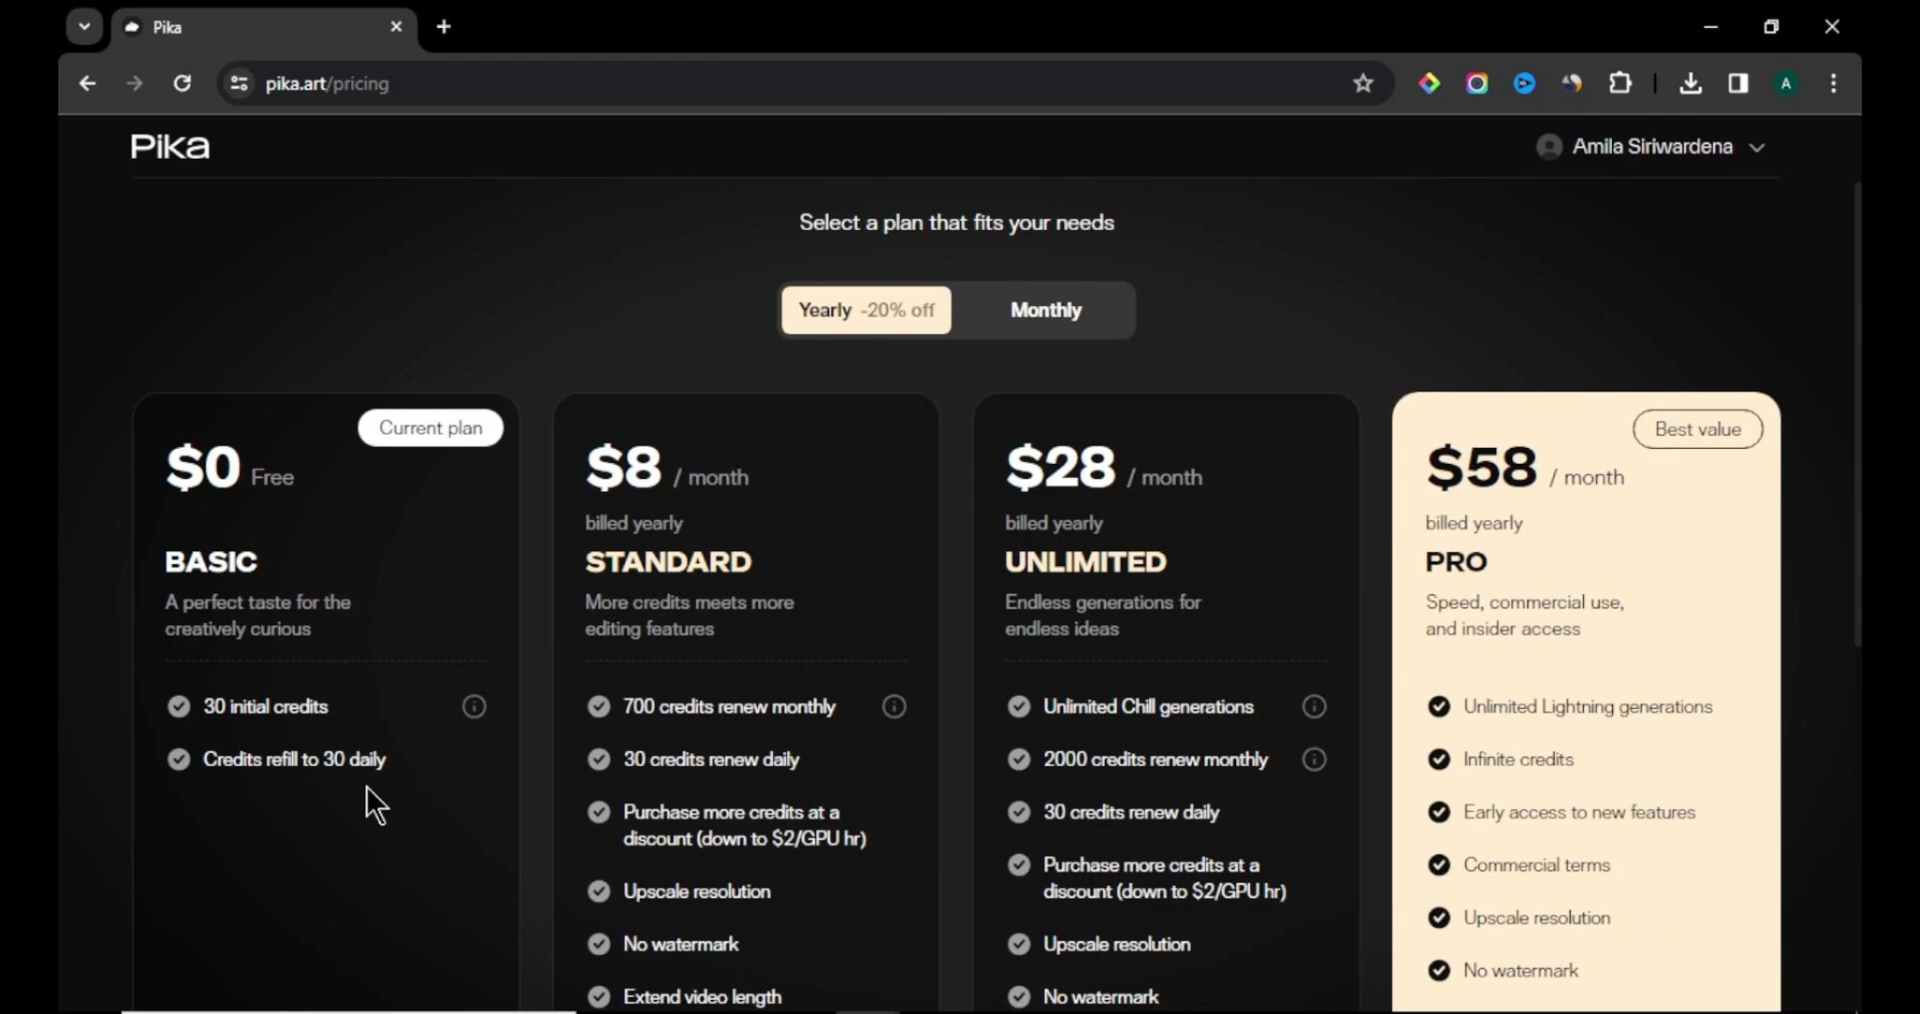 Pika
pika.art/pricing
A
Pika
Amila Siriwardena
Select a plan that fits your needs
Yearly -20% off
Monthly
Current plan
$0 Free
BASIC
A perfect taste for the
creatively curious
30 initial credits
Credits refill to 30 daily
$8 / month
billed yearly
STANDARD
More credits meets more
editing features
700 credits renew monthly
30 credits renew daily
Purchase more credits at a
discount (down to $2/GPU hr)
Upscale resolution
No watermark
Extend video length
$28 / month
billed yearly
UNLIMITED
Endless generations for
endless ideas
Unlimited Chill generations
2000 credits renew monthly
30 credits renew daily
Purchase more credits at a
discount (down to $2/GPU hr)
Upscale resolution
No watermark
Best value
$58 / month
billed yearly
PRO
Speed, commercial use,
and insider access
Unlimited Lightning generations
Infinite credits
Early access to new features
Commercial terms
Upscale resolution
No watermark